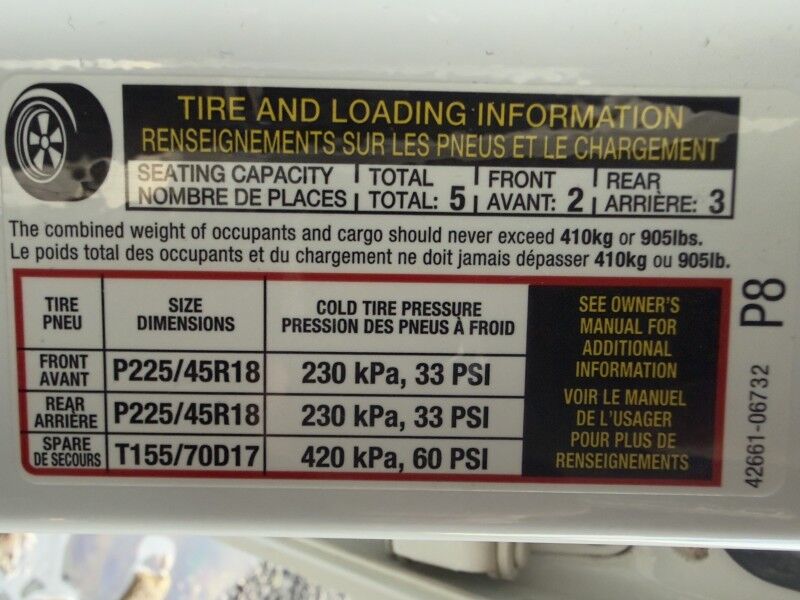 TIRE AND LOADING INFORMATION
RENSEIGNEMENTS SUR LES PNEUS ET LE CHARGEMENT
SEATING CAPACITY TOTAL FRONT REAR
NOMBRE DE PLACES TOTAL: 5 AVANT: 2 ARRIÈRE: 3
The combined weight of occupants and cargo should never exceed 410kg or 905lbs.
Le poids total des occupants et du chargement ne doit jamais dépasser 410kg ou 905lb.
TIRE
PNEU
SIZE
DIMENSIONS
COLD TIRE PRESSURE
PRESSION DES PNEUS À FROID
FRONT
AVANT
P225/45R18
230 kPa, 33 PSI
REAR
ARRIÈRE
P225/45R18
230 kPa, 33 PSI
SPARE
DE SECOURS
T155/70D17
420 kPa, 60 PSI
SEE OWNER'S
MANUAL FOR
ADDITIONAL
INFORMATION
VOIR LE MANUEL
DE L'USAGER
POUR PLUS DE
RENSEIGNEMENTS
42661-06732
P8